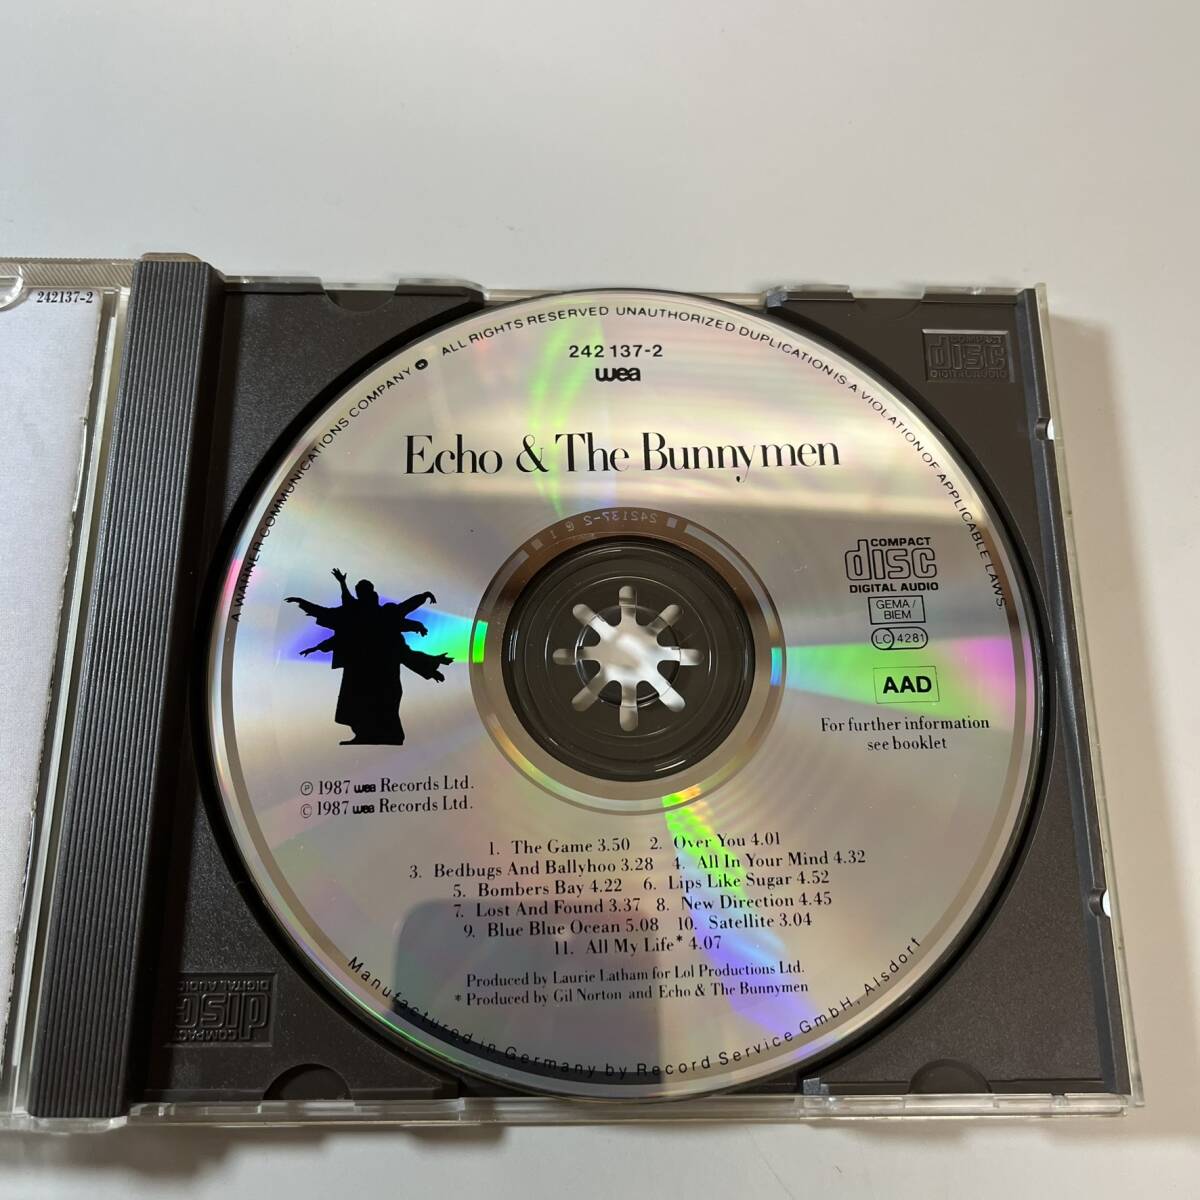 242137-2
A WARNER COMMUNICATIONS COMPANY ALL RIGHTS RESERVED UNAUTHORIZED DUPLICATION IS A VIOLATION OF APPLICABLE LAWS.
242 137-2
wea
Echo & The Bunnymen
242137-2 @ 1
COMPACT
disc
DIGITAL AUDIO
COMPACT
disc
DIGITAL AUDIO
GEMA/
BIEM
LC 4281
AAD
For further information
see booklet
℗ 1987 wea Records Ltd.
© 1987 wea Records Ltd.
1. The Game 3.50 2. Over You 4.01
3. Bedbugs And Ballyhoo 3.28 4. All In Your Mind 4.32
5. Bombers Bay 4.22 6. Lips Like Sugar 4.52
7. Lost And Found 3.37 8. New Direction 4.45
9. Blue Blue Ocean 5.08 10. Satellite 3.04
11. All My Life* 4.07
Produced by Laurie Latham for Lol Productions Ltd.
* Produced by Gil Norton and Echo & The Bunnymen
Manufactured in Germany by Record Service GmbH, Alsdorf
COMPACT
disc
DIGITAL AUDIO